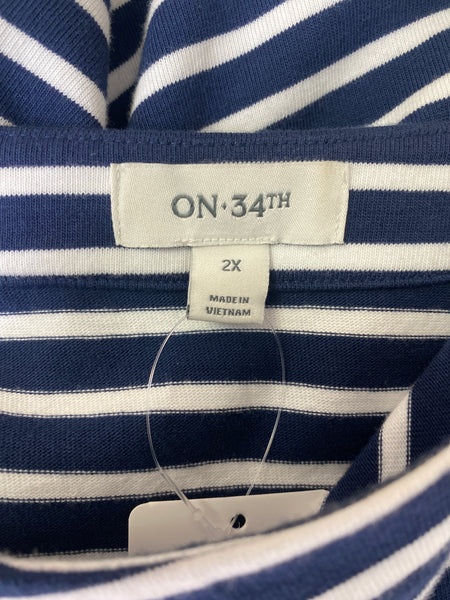 ON·34TH
2X
MADE IN
VIETNAM